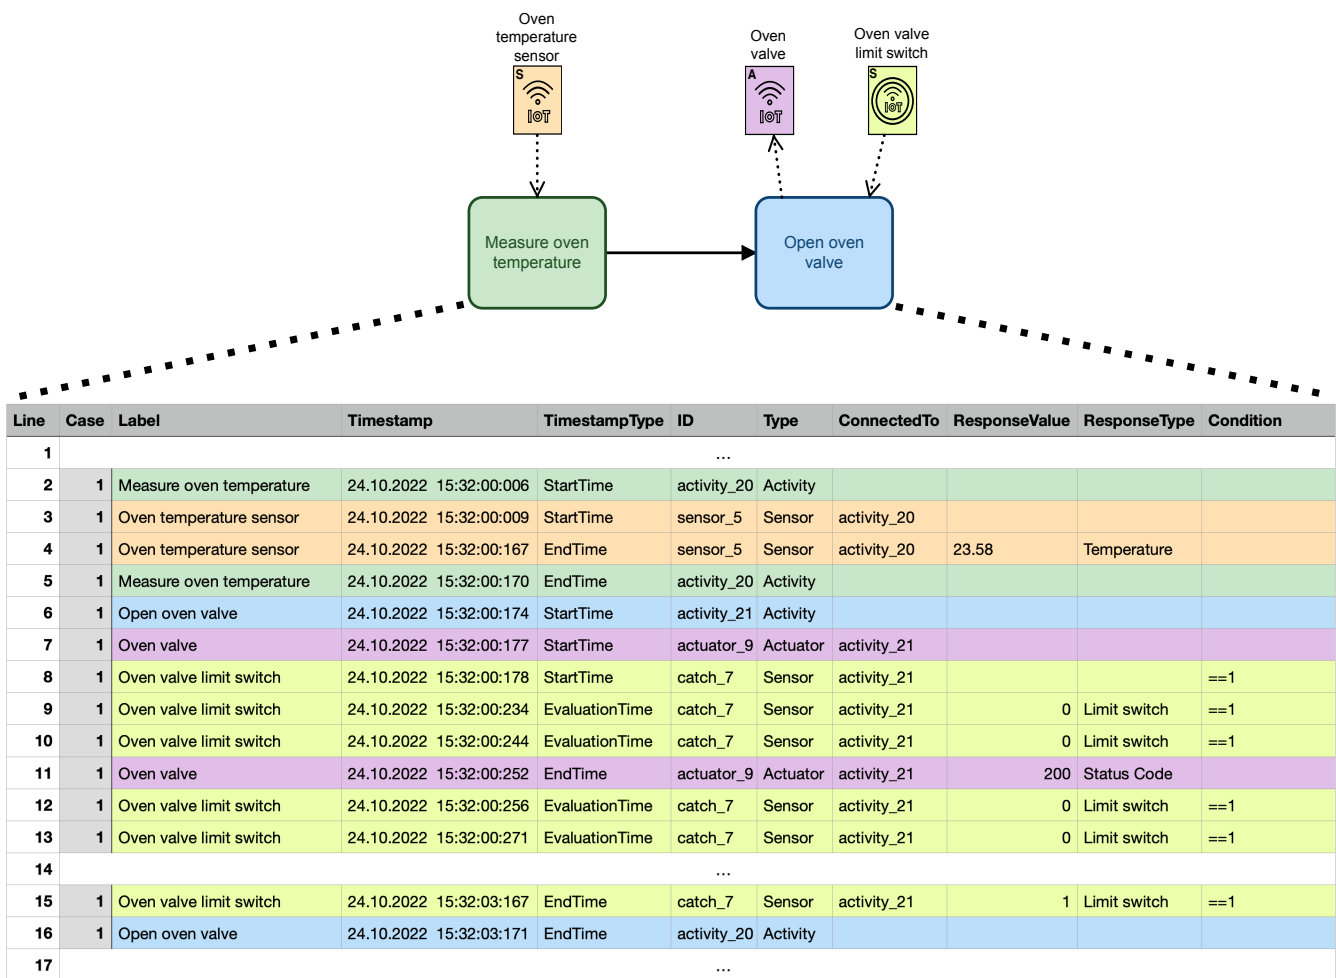 Oven
temperature
sensor
Oven
valve
Oven valve
limit switch
S
IOT
A
IOT
S
IOT
Measure oven
temperature
Open oven
valve
Line Case Label Timestamp TimestampType ID Type ConnectedTo ResponseValue ResponseType Condition
1 ...
2 1 Measure oven temperature 24.10.2022 15:32:00:006 StartTime activity_20 Activity
3 1 Oven temperature sensor 24.10.2022 15:32:00:009 StartTime sensor_5 Sensor activity_20
4 1 Oven temperature sensor 24.10.2022 15:32:00:167 EndTime sensor_5 Sensor activity_20 23.58 Temperature
5 1 Measure oven temperature 24.10.2022 15:32:00:170 EndTime activity_20 Activity
6 1 Open oven valve 24.10.2022 15:32:00:174 StartTime activity_21 Activity
7 1 Oven valve 24.10.2022 15:32:00:177 StartTime actuator_9 Actuator activity_21
8 1 Oven valve limit switch 24.10.2022 15:32:00:178 StartTime catch_7 Sensor activity_21 ==1
9 1 Oven valve limit switch 24.10.2022 15:32:00:234 EvaluationTime catch_7 Sensor activity_21 0 Limit switch ==1
10 1 Oven valve limit switch 24.10.2022 15:32:00:244 EvaluationTime catch_7 Sensor activity_21 0 Limit switch ==1
11 1 Oven valve 24.10.2022 15:32:00:252 EndTime actuator_9 Actuator activity_21 200 Status Code
12 1 Oven valve limit switch 24.10.2022 15:32:00:256 EvaluationTime catch_7 Sensor activity_21 0 Limit switch ==1
13 1 Oven valve limit switch 24.10.2022 15:32:00:271 EvaluationTime catch_7 Sensor activity_21 0 Limit switch ==1
14 ...
15 1 Oven valve limit switch 24.10.2022 15:32:03:167 EndTime catch_7 Sensor activity_21 1 Limit switch ==1
16 1 Open oven valve 24.10.2022 15:32:03:171 EndTime activity_20 Activity
17 ...